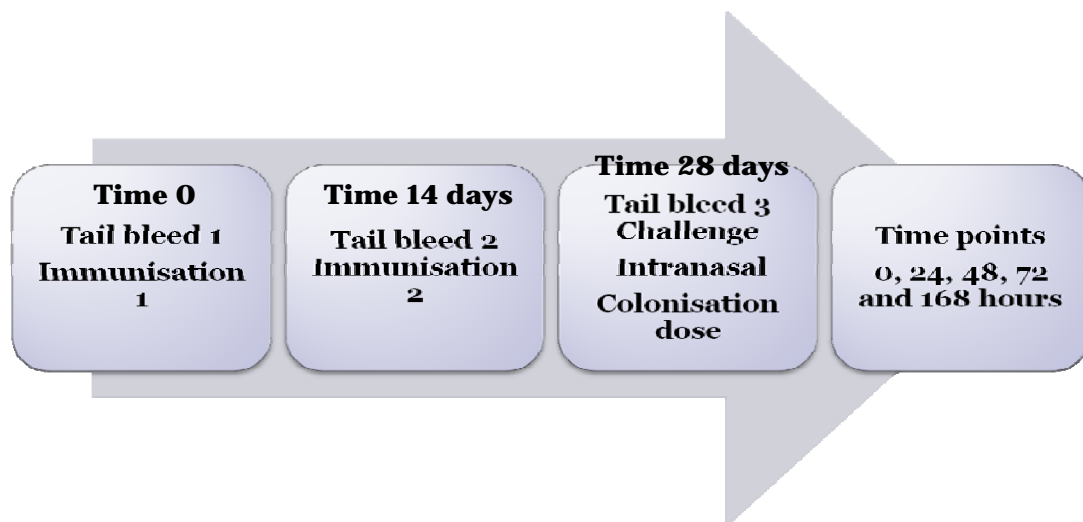 Time 0
Tail bleed 1
Immunisation
1
Time 14 days
Tail bleed 2
Immunisation
2
Time 28 days
Tail bleed 3
Challenge
Intranasal
Colonisation
dose
Time points
0, 24, 48, 72
and 168 hours